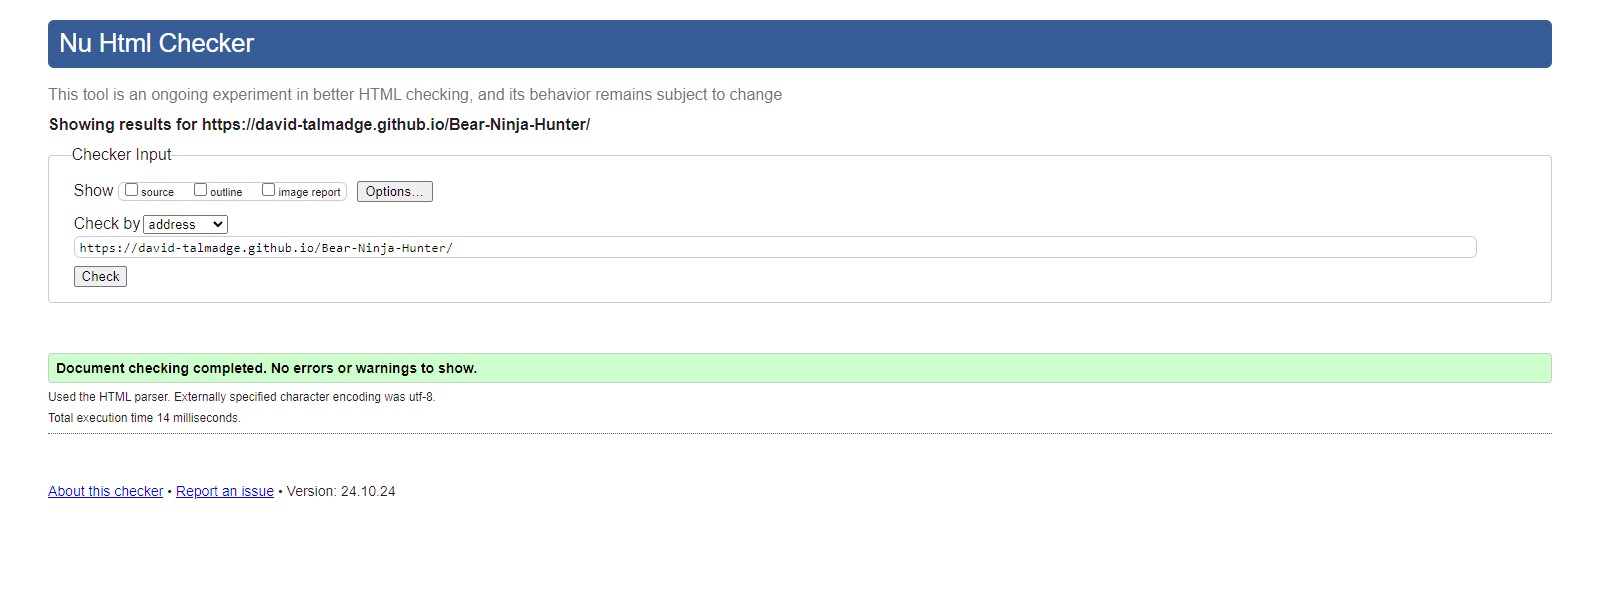 Nu Html Checker
This tool is an ongoing experiment in better HTML checking, and its behavior remains subject to change
Showing results for https://david-talmadge.github.io/Bear-Ninja-Hunter/
Checker Input
Show source outline image report Options...
Check by address
https://david-talmadge.github.io/Bear-Ninja-Hunter/
Check
Document checking completed. No errors or warnings to show.
Used the HTML parser. Externally specified character encoding was utf-8.
Total execution time 14 milliseconds.
About this checker • Report an issue • Version: 24.10.24